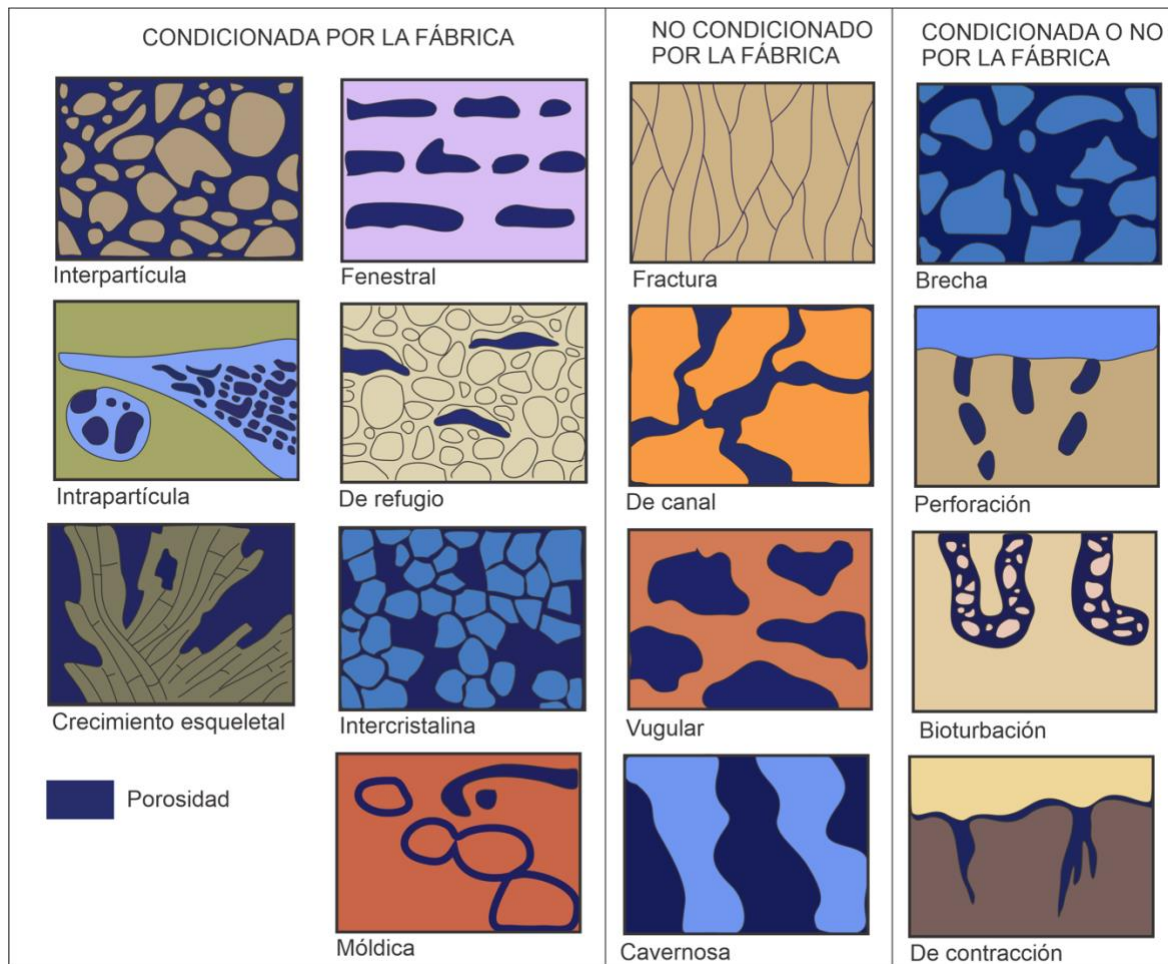 CONDICIONADA POR LA FÁBRICA
Interpartícula
Fenestral
Intrapartícula
De refugio
Crecimiento esqueletal
Intercristalina
Porosidad
Móldica
NO CONDICIONADO
POR LA FÁBRICA
Fractura
De canal
Vugular
Cavernosa
CONDICIONADA O NO
POR LA FÁBRICA
Brecha
Perforación
Bioturbación
De contracción